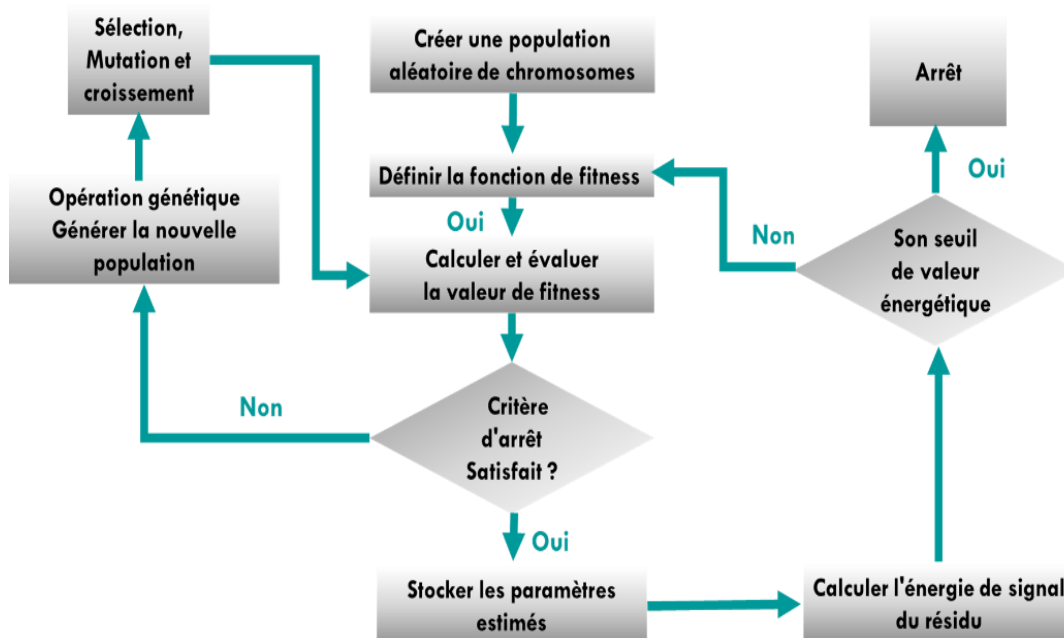 Sélection,
Mutation et
croissement
Créer une population
aléatoire de chromosomes
Arrêt
Oui
Définir la fonction de fitness
Opération génétique
Générer la nouvelle
population
Oui
Non
Calculer et évaluer
la valeur de fitness
Son seuil
de valeur
énergétique
Non
Critère
d'arrêt
Satisfait ?
Oui
Stocker les paramètres
estimés
Calculer l'énergie de signal
du résidu